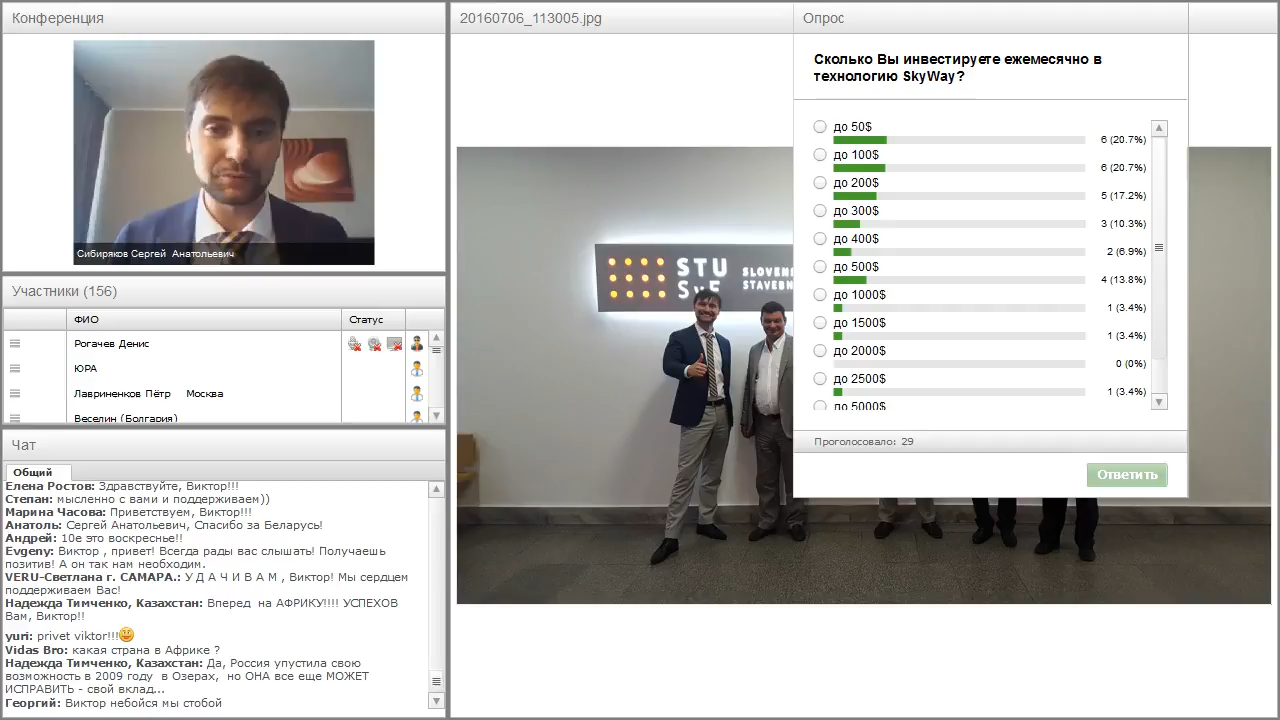 Конференция
Сибиряков Сергей Анатольевич
Участники (156)
ФИО Статус
Рогачев Денис
ЮРА
Лавриненков Пётр Москва
Веселин (Болгария)
Чат
Общий
Елена Ростов: Здравствуйте, Виктор!!!
Степан: мысленно с вами и поддерживаем))
Марина Часова: Приветствуем, Виктор!!!
Анатоль: Сергей Анатольевич, Спасибо за Беларусь!
Андрей: 10е это воскресные!!
Evgeny: Виктор , привет! Всегда рады вас слышать! Получаешь
позитив! А он так нам необходим.
VERU-Светлана г. САМАРА.: У Д А Ч И В А М , Виктор! Мы сердцем
поддерживаем Вас!
Надежда Тимченко, Казахстан: Вперед на АФРИКУ!!!! УСПЕХОВ
Вам, Виктор!!
yuri: privet viktor!!!
Vidas Bro: какая страна в Африке ?
Надежда Тимченко, Казахстан: Да, Россия упустила свою
возможность в 2009 году в Озерах, но ОНА все еще МОЖЕТ
ИСПРАВИТЬ - свой вклад...
Георгий: Виктор небойся мы стобой
20160706_113005.jpg
STU
SvF
SLOVENS
STAVEBN
Опрос
Сколько Вы инвестируете ежемесячно в
технологию SkyWay?
до 50$
6 (20.7%)
до 100$
6 (20.7%)
до 200$
5 (17.2%)
до 300$
3 (10.3%)
до 400$
2 (6.9%)
до 500$
4 (13.8%)
до 1000$
1 (3.4%)
до 1500$
1 (3.4%)
до 2000$
0 (0%)
до 2500$
1 (3.4%)
до 5000$
Проголосовало: 29
Ответить